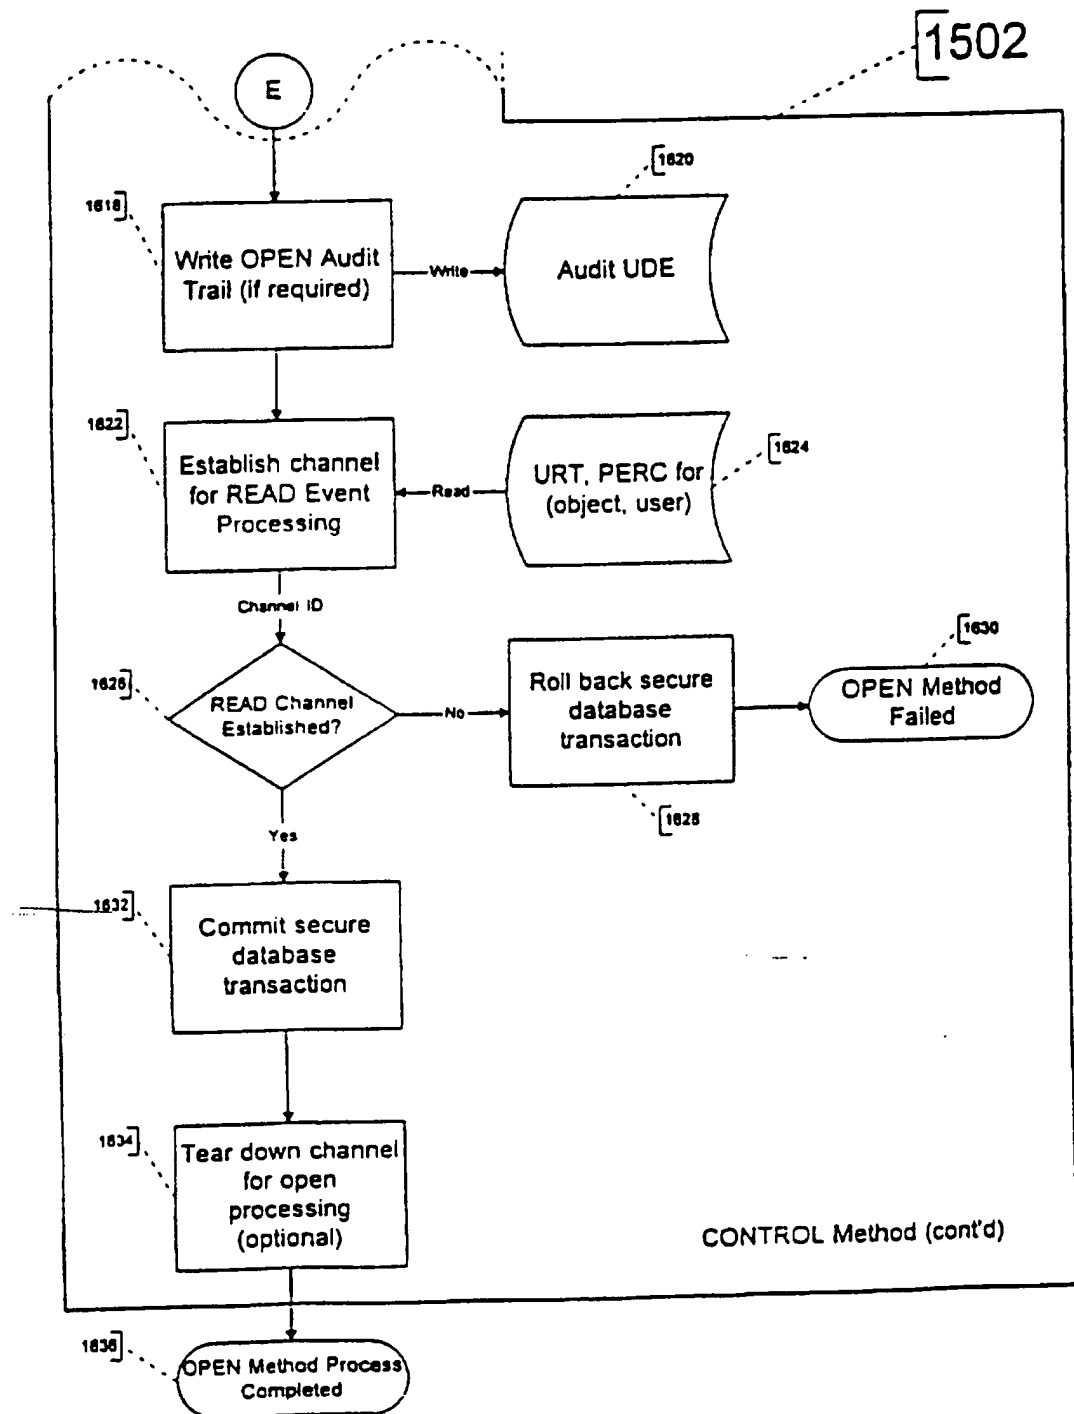 1502
E
1618
Write OPEN Audit
Trail (if required)
Write
1620
Audit UDE
1622
Establish channel
for READ Event
Processing
Read
URT, PERC for
(object, user)
1624
Channel ID
1626
READ Channel
Established?
No
Roll back secure
database
transaction
1628
1630
OPEN Method
Failed
Yes
1632
Commit secure
database
transaction
1634
Tear down channel
for open
processing
(optional)
CONTROL Method (cont'd)
1636
OPEN Method Process
Completed